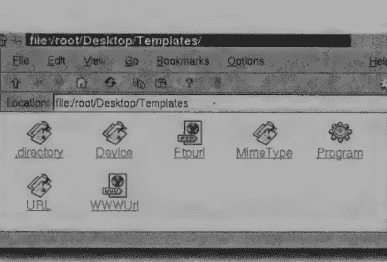 file:/root/Desktop/Templates/
File Edit View Go Bookmarks Options Help
Location: file:/root/Desktop/Templates
.directory Device Ftpurl MimeType Program
URL WWWUrl